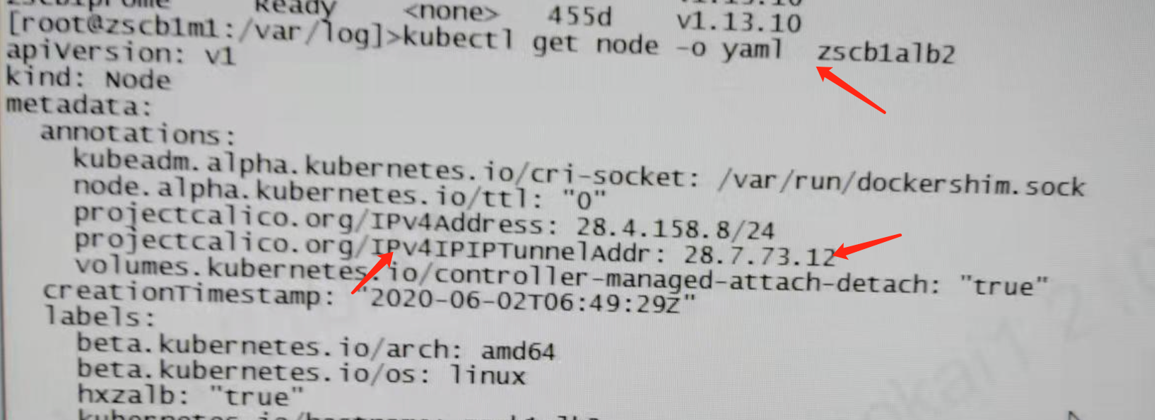 Ready <none> 455d v1.13.10
[root@zscb1m1:/var/log]>kubectl get node -o yaml zscb1alb2
apiVersion: v1
kind: Node
metadata:
annotations:
kubeadm.alpha.kubernetes.io/cri-socket: /var/run/dockershim.sock
node.alpha.kubernetes.io/ttl: "0"
projectcalico.org/IPv4Address: 28.4.158.8/24
projectcalico.org/IPv4IPIPTunnelAddr: 28.7.73.12
volumes.kubernetes.io/controller-managed-attach-detach: "true"
creationTimestamp: "2020-06-02T06:49:29Z"
labels:
beta.kubernetes.io/arch: amd64
beta.kubernetes.io/os: linux
hxzalb: "true"